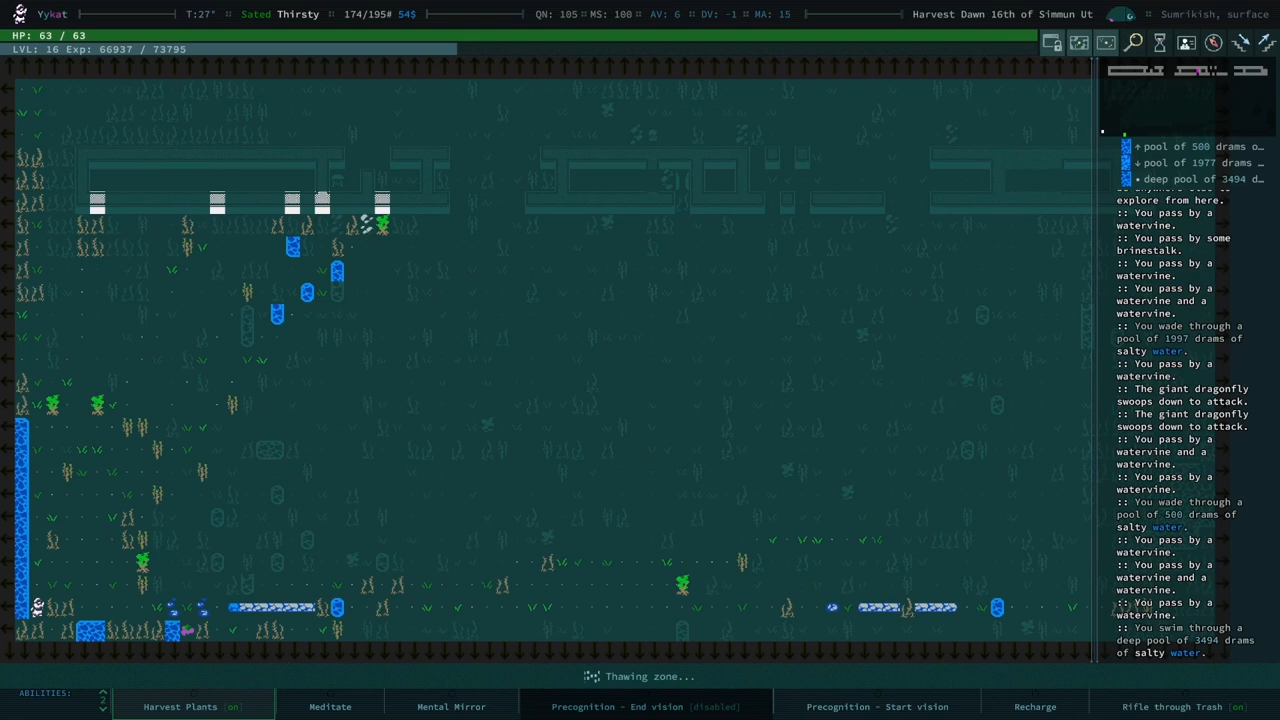 Yykat T:27° :: Sated Thirsty :: 174/195# 54$ QN: 105 :: MS: 100 :: AV: 6 :: DV: -1 :: MA: 15 Harvest Dawn 16th of Simmun Ut :: Sumrikish, surface
HP: 63 / 63
LVL: 16 Exp: 66937 / 73795
pool of 500 drams o…
pool of 1977 drams …
deep pool of 3494 d…
explore from here.
:: You pass by a
watervine.
:: You pass by some
brinestalk.
:: You pass by a
watervine.
:: You pass by a
watervine and a
watervine.
:: You wade through a
pool of 1997 drams of
salty water.
:: You pass by a
watervine.
:: The giant dragonfly
swoops down to attack.
:: The giant dragonfly
swoops down to attack.
:: You pass by a
watervine and a
watervine.
:: You pass by a
watervine.
:: You wade through a
pool of 500 drams of
salty water.
:: You pass by a
watervine.
:: You pass by a
watervine and a
watervine.
:: You pass by a
watervine.
:: You swim through a
deep pool of 3494 drams
of salty water.
Thawing zone...
ABILITIES: 2
Harvest Plants [on] Meditate Mental Mirror Precognition - End vision [disabled] Precognition - Start vision Recharge Rifle through Trash [on]